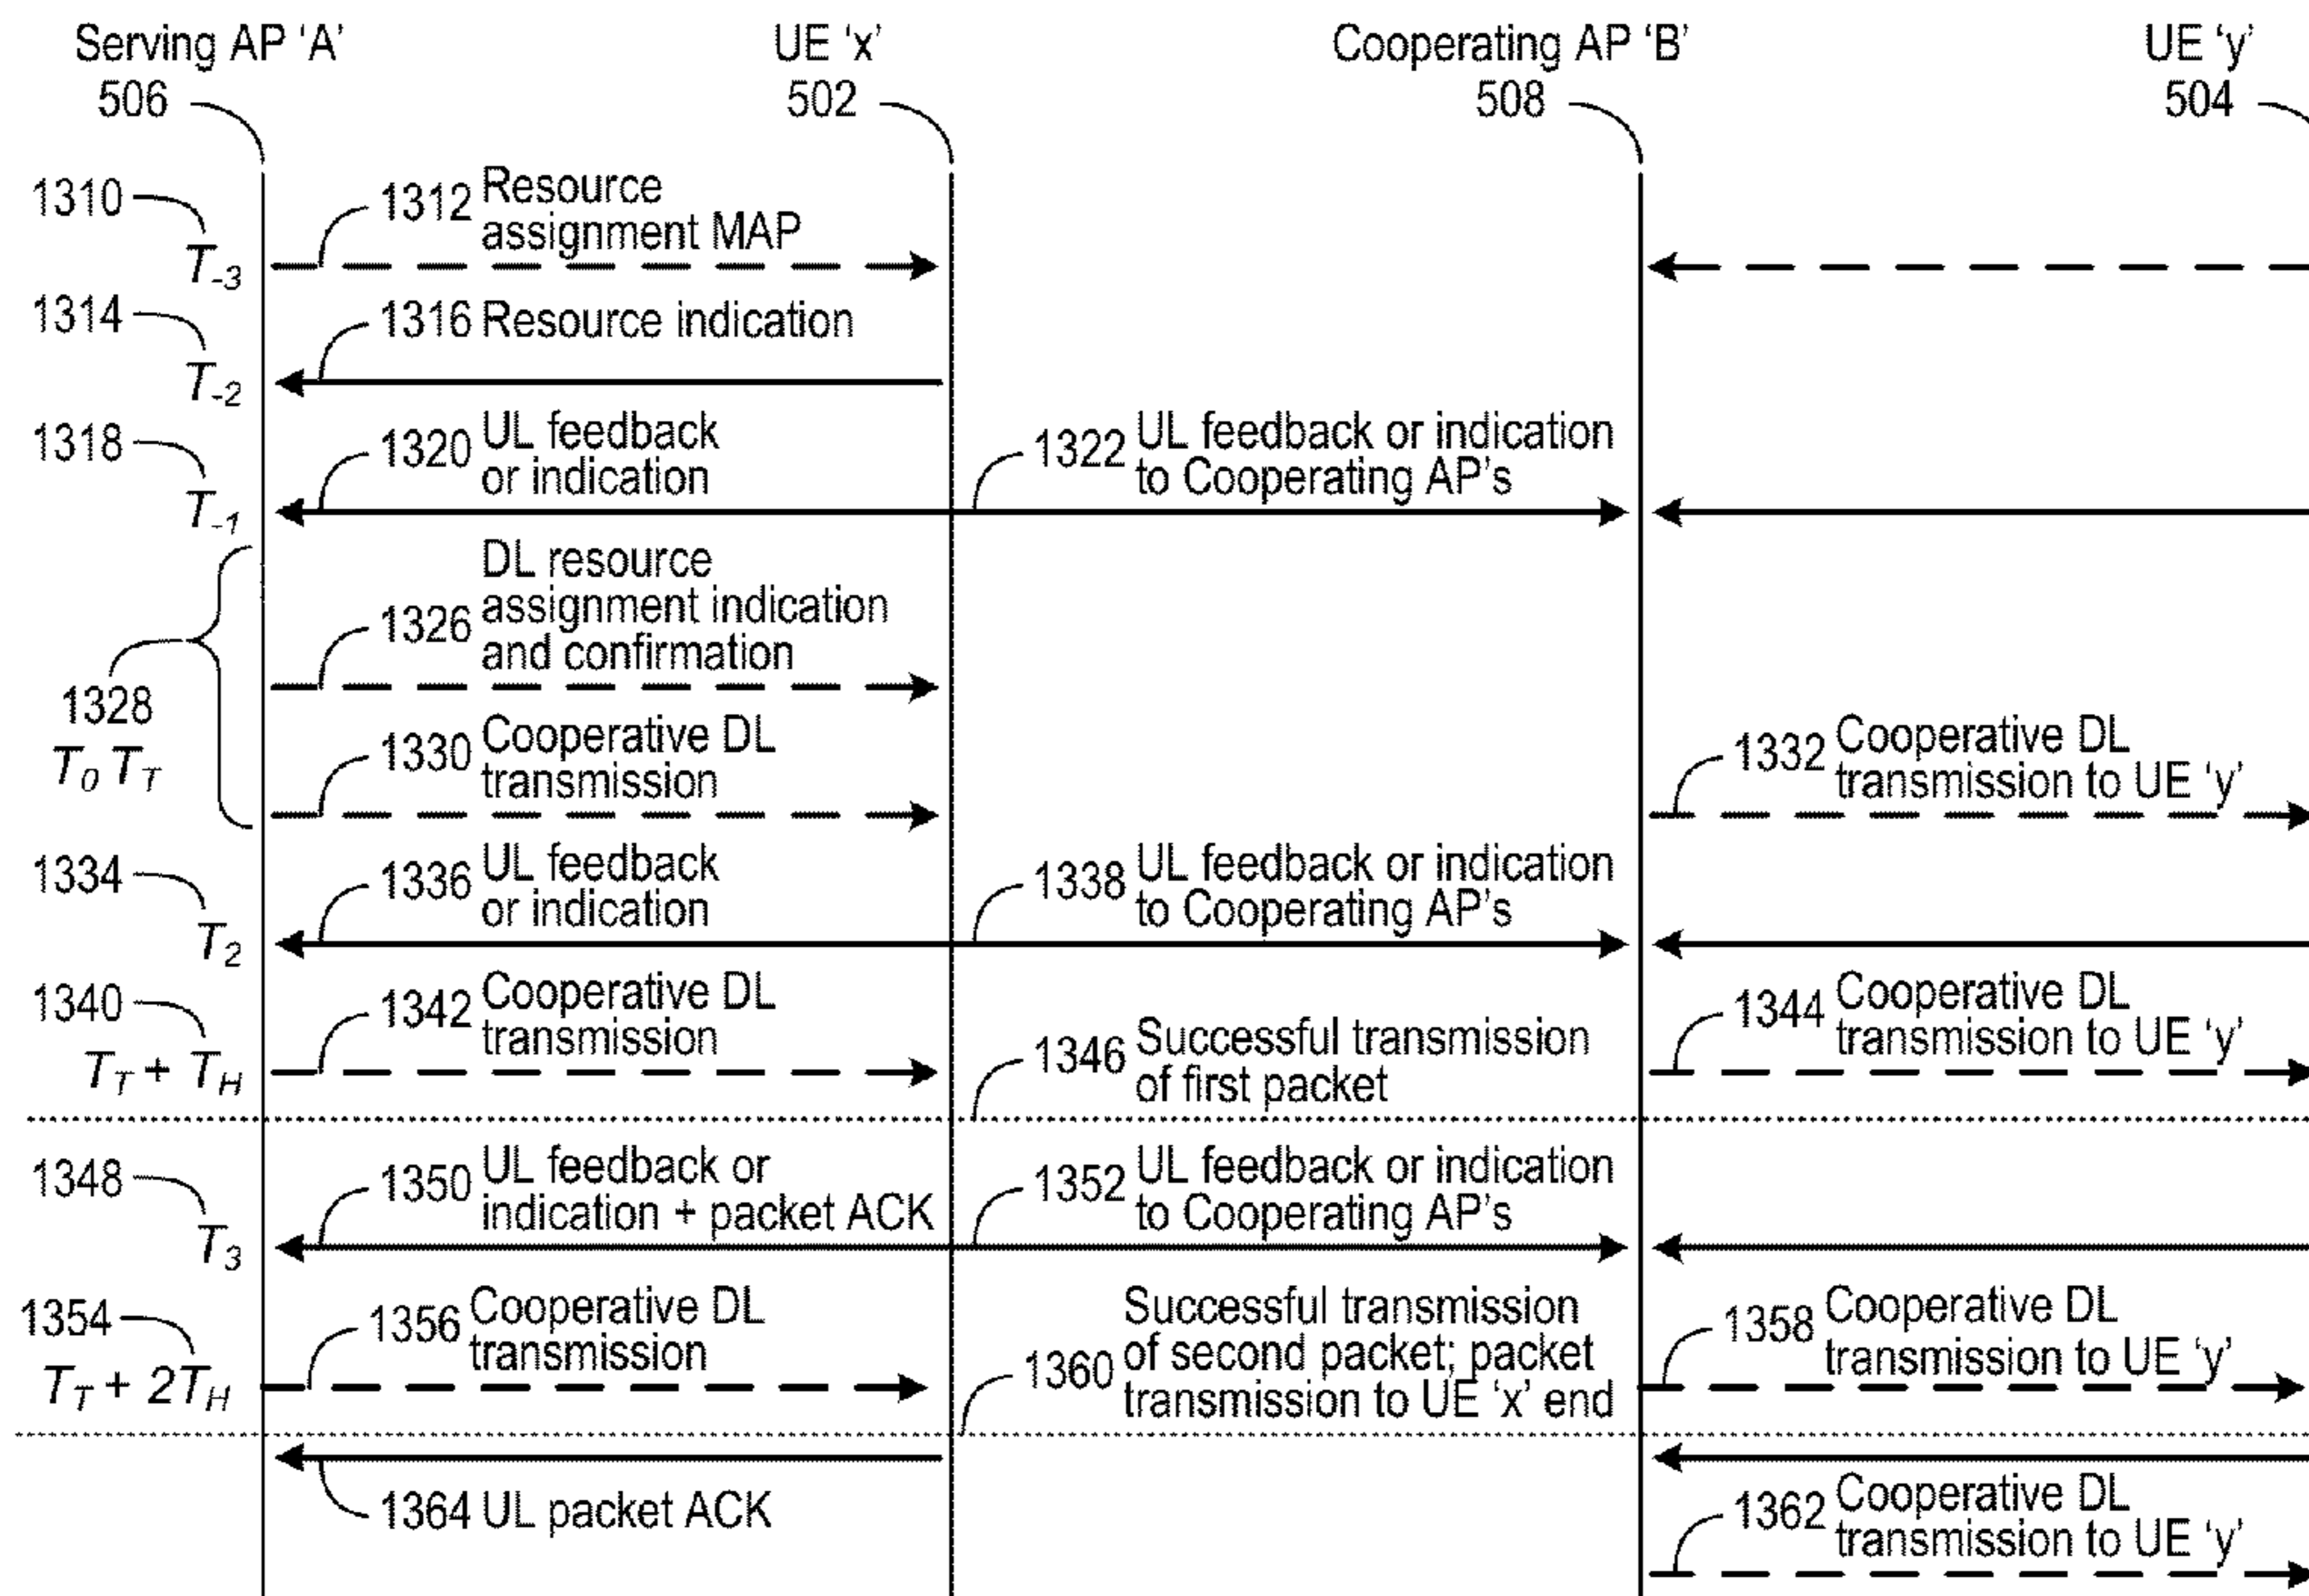 Serving AP ‘A’
506
UE ‘x’
502
Cooperating AP ‘B’
508
UE ‘y’
504
1310
T-3
1312 Resource
assignment MAP
1314
T-2
1316 Resource indication
1318
T-1
1320 UL feedback
or indication
1322 UL feedback or indication
to Cooperating AP’s
DL resource
assignment indication
1326 and confirmation
1328
T0 TT
1330 Cooperative DL
transmission
1332 Cooperative DL
transmission to UE ‘y’
1334
T2
1336 UL feedback
or indication
1338 UL feedback or indication
to Cooperating AP’s
1340
TT + TH
1342 Cooperative DL
transmission
1346 Successful transmission
of first packet
1344 Cooperative DL
transmission to UE ‘y’
1348
T3
1350 UL feedback or
indication + packet ACK
1352 UL feedback or indication
to Cooperating AP’s
1354
TT + 2TH
1356 Cooperative DL
transmission
Successful transmission
1360 of second packet; packet
transmission to UE ‘x’ end
1358 Cooperative DL
transmission to UE ‘y’
1364 UL packet ACK
1362 Cooperative DL
transmission to UE ‘y’